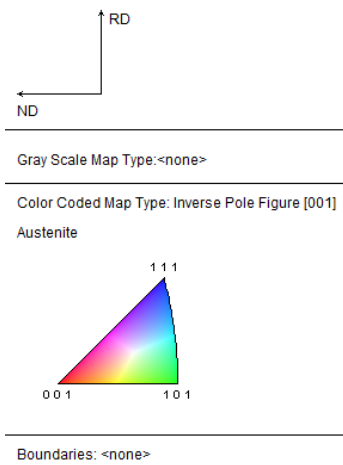 RD
ND
Gray Scale Map Type:<none>
Color Coded Map Type: Inverse Pole Figure [001]
Austenite
1 1 1
0 0 1
1 0 1
Boundaries: <none>